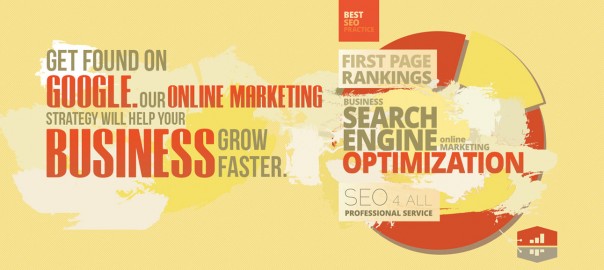 GET FOUND ON
GOOGLE. OUR ONLINE MARKETING
STRATEGY WILL HELP YOUR
BUSINESS GROW
FASTER.
BEST
SEO
PRACTICE
FIRST PAGE
RANKINGS
BUSINESS
SEARCH
ENGINE online
MARKETING
OPTIMIZATION
SEO 4 ALL
PROFESSIONAL SERVICE